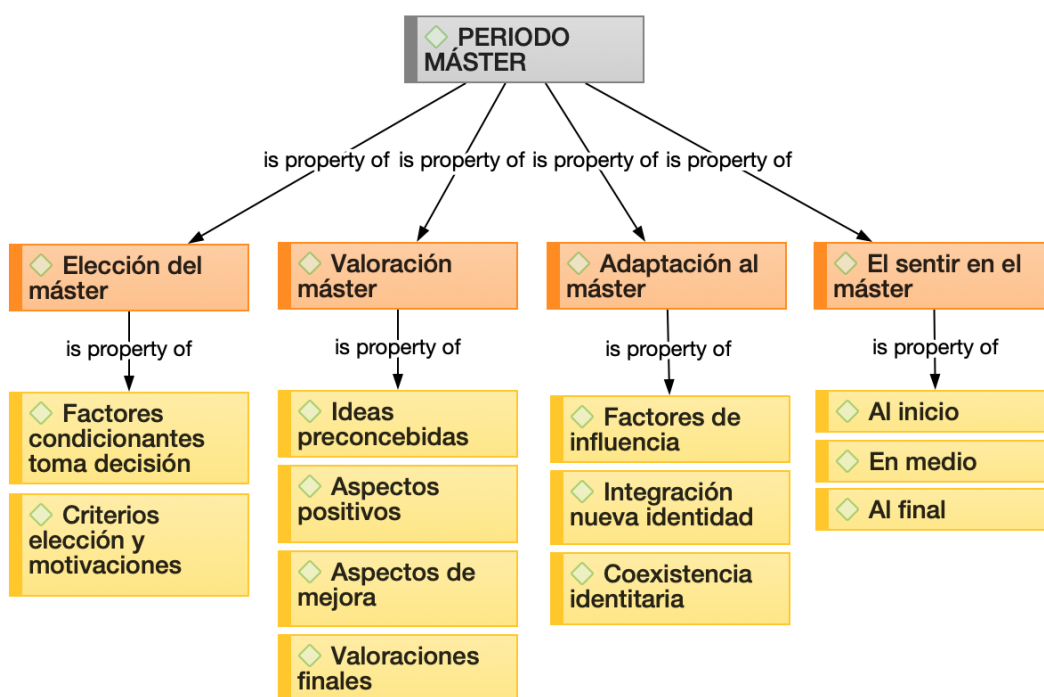 PERIODO
MÁSTER
is property of
is property of
is property of
is property of
Elección del
máster
Valoración
máster
Adaptación al
máster
El sentir en el
máster
is property of
is property of
is property of
is property of
Factores
condicionantes
toma decisión
Criterios
elección y
motivaciones
Ideas
preconcebidas
Aspectos
positivos
Aspectos de
mejora
Valoraciones
finales
Factores de
influencia
Integración
nueva identidad
Coexistencia
identitaria
Al inicio
En medio
Al final